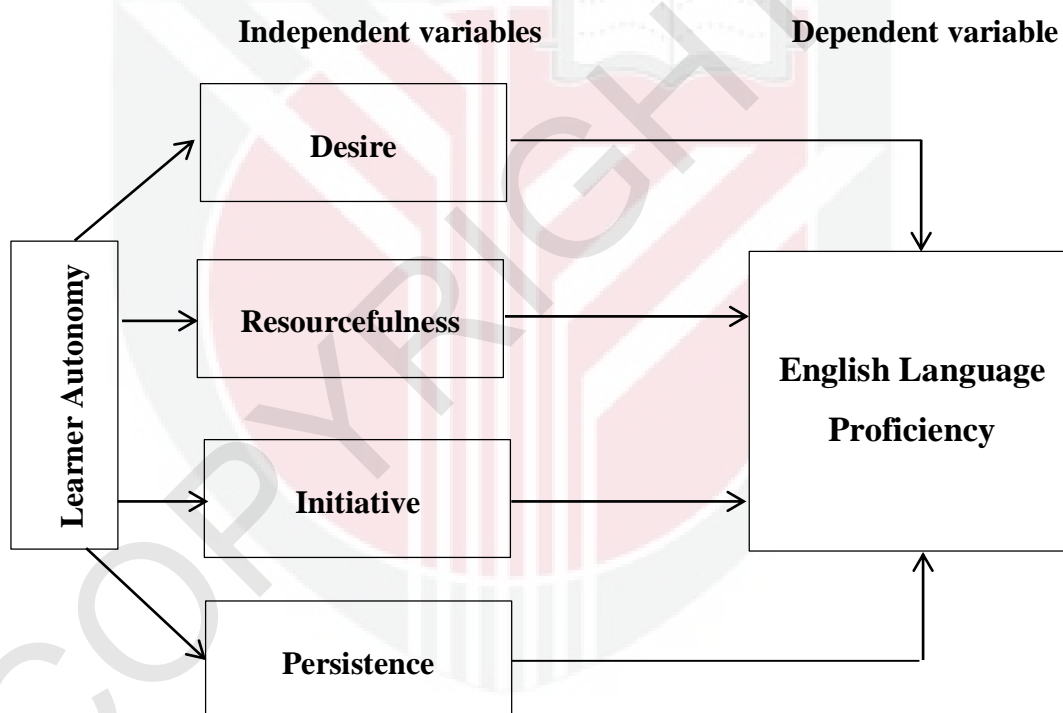 Independent variables
Dependent variable
Desire
Learner Autonomy
Resourcefulness
English Language
Proficiency
Initiative
Persistence
COPYRIGHT